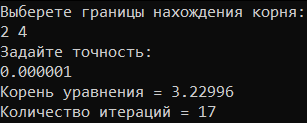 Выберете границы нахождения корня:
2 4
Задайте точность:
0.000001
Корень уравнения = 3.22996
Количество итераций = 17